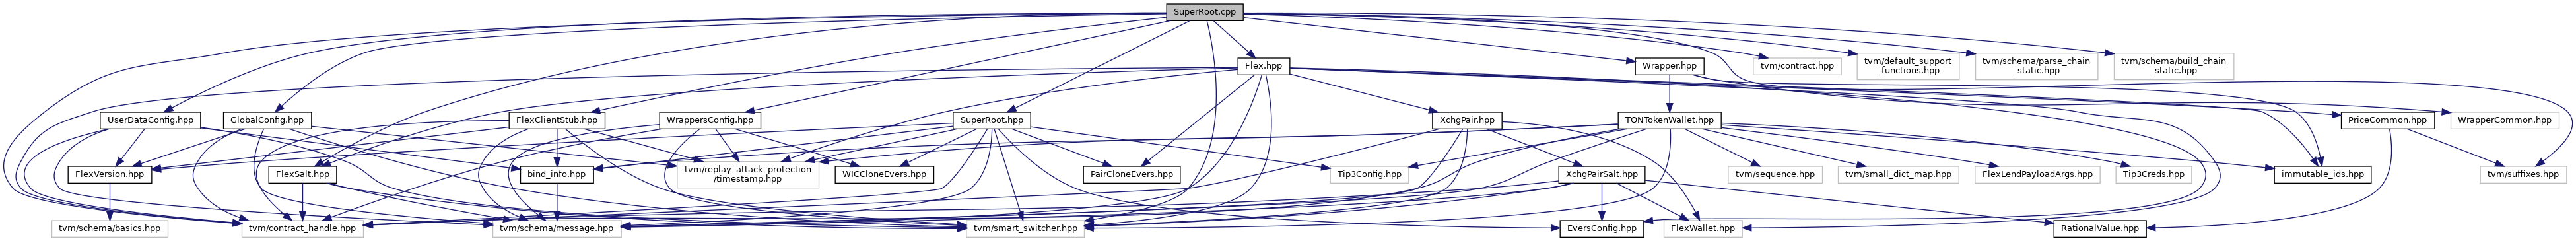 SuperRoot.cpp
Flex.hpp
Wrapper.hpp
tvm/contract.hpp
tvm/default_support
_functions.hpp
tvm/schema/parse_chain
_static.hpp
tvm/schema/build_chain
_static.hpp
UserDataConfig.hpp
GlobalConfig.hpp
FlexClientStub.hpp
WrappersConfig.hpp
SuperRoot.hpp
XchgPair.hpp
TONTokenWallet.hpp
PriceCommon.hpp
WrapperCommon.hpp
FlexVersion.hpp
FlexSalt.hpp
bind_info.hpp
tvm/replay_attack_protection
/timestamp.hpp
WICCloneEvers.hpp
PairCloneEvers.hpp
Tip3Config.hpp
XchgPairSalt.hpp
tvm/sequence.hpp
tvm/small_dict_map.hpp
FlexLendPayloadArgs.hpp
Tip3Creds.hpp
immutable_ids.hpp
tvm/suffixes.hpp
tvm/schema/basics.hpp
tvm/contract_handle.hpp
tvm/schema/message.hpp
tvm/smart_switcher.hpp
EversConfig.hpp
FlexWallet.hpp
RationalValue.hpp